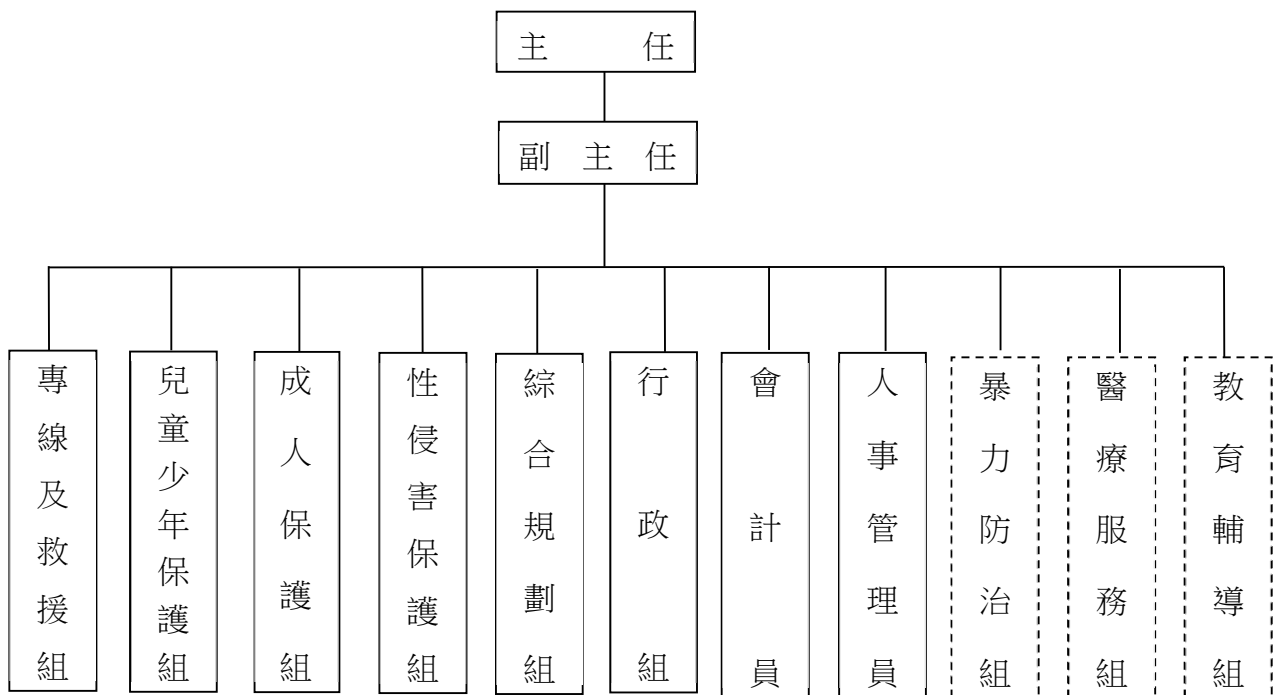 主任
副主任
專線及救援組
兒童少年保護組
成人保護組
性侵害保護組
綜合規劃組
行政組
會計員
人事管理員
暴力防治組
醫療服務組
教育輔導組